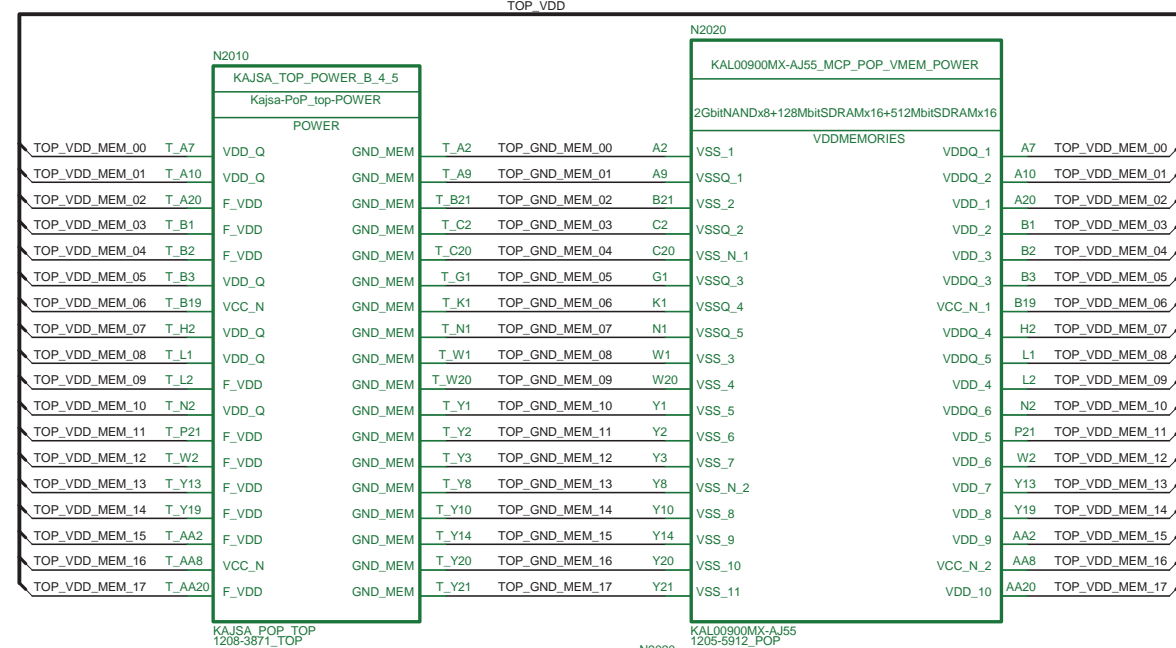 TOP_VDD
N2010
N2020
KAJSA_TOP_POWER_B_4_5
Kajsa-PoP_top-POWER
POWER
KAL00900MX-AJ55_MCP_POP_VMEM_POWER
2GbitNANDx8+128MbitSDRAMx16+512MbitSDRAMx16
VDDMEMORIES
TOP_VDD_MEM_00 T_A7 VDD_Q GND_MEM T_A2 TOP_GND_MEM_00 A2 VSS_1 VDDQ_1 A7 TOP_VDD_MEM_00
TOP_VDD_MEM_01 T_A10 VDD_Q GND_MEM T_A9 TOP_GND_MEM_01 A9 VSSQ_1 VDDQ_2 A10 TOP_VDD_MEM_01
TOP_VDD_MEM_02 T_A20 F_VDD GND_MEM T_B21 TOP_GND_MEM_02 B21 VSS_2 VDD_1 A20 TOP_VDD_MEM_02
TOP_VDD_MEM_03 T_B1 F_VDD GND_MEM T_C2 TOP_GND_MEM_03 C2 VSSQ_2 VDD_2 B1 TOP_VDD_MEM_03
TOP_VDD_MEM_04 T_B2 F_VDD GND_MEM T_C20 TOP_GND_MEM_04 C20 VSS_N_1 VDD_3 B2 TOP_VDD_MEM_04
TOP_VDD_MEM_05 T_B3 VDD_Q GND_MEM T_G1 TOP_GND_MEM_05 G1 VSSQ_3 VDDQ_3 B3 TOP_VDD_MEM_05
TOP_VDD_MEM_06 T_B19 VCC_N GND_MEM T_K1 TOP_GND_MEM_06 K1 VSSQ_4 VCC_N_1 B19 TOP_VDD_MEM_06
TOP_VDD_MEM_07 T_H2 VDD_Q GND_MEM T_N1 TOP_GND_MEM_07 N1 VSSQ_5 VDDQ_4 H2 TOP_VDD_MEM_07
TOP_VDD_MEM_08 T_L1 VDD_Q GND_MEM T_W1 TOP_GND_MEM_08 W1 VSS_3 VDDQ_5 L1 TOP_VDD_MEM_08
TOP_VDD_MEM_09 T_L2 F_VDD GND_MEM T_W20 TOP_GND_MEM_09 W20 VSS_4 VDD_4 L2 TOP_VDD_MEM_09
TOP_VDD_MEM_10 T_N2 VDD_Q GND_MEM T_Y1 TOP_GND_MEM_10 Y1 VSS_5 VDDQ_6 N2 TOP_VDD_MEM_10
TOP_VDD_MEM_11 T_P21 F_VDD GND_MEM T_Y2 TOP_GND_MEM_11 Y2 VSS_6 VDD_5 P21 TOP_VDD_MEM_11
TOP_VDD_MEM_12 T_W2 F_VDD GND_MEM T_Y3 TOP_GND_MEM_12 Y3 VSS_7 VDD_6 W2 TOP_VDD_MEM_12
TOP_VDD_MEM_13 T_Y13 F_VDD GND_MEM T_Y8 TOP_GND_MEM_13 Y8 VSS_N_2 VDD_7 Y13 TOP_VDD_MEM_13
TOP_VDD_MEM_14 T_Y19 F_VDD GND_MEM T_Y10 TOP_GND_MEM_14 Y10 VSS_8 VDD_8 Y19 TOP_VDD_MEM_14
TOP_VDD_MEM_15 T_AA2 F_VDD GND_MEM T_Y14 TOP_GND_MEM_15 Y14 VSS_9 VDD_9 AA2 TOP_VDD_MEM_15
TOP_VDD_MEM_16 T_AA8 VCC_N GND_MEM T_Y20 TOP_GND_MEM_16 Y20 VSS_10 VCC_N_2 AA8 TOP_VDD_MEM_16
TOP_VDD_MEM_17 T_AA20 F_VDD GND_MEM T_Y21 TOP_GND_MEM_17 Y21 VSS_11 VDD_10 AA20 TOP_VDD_MEM_17
KAJSA_POP_TOP
1208-3871_TOP
KAL00900MX-AJ55
1205-5912_POP